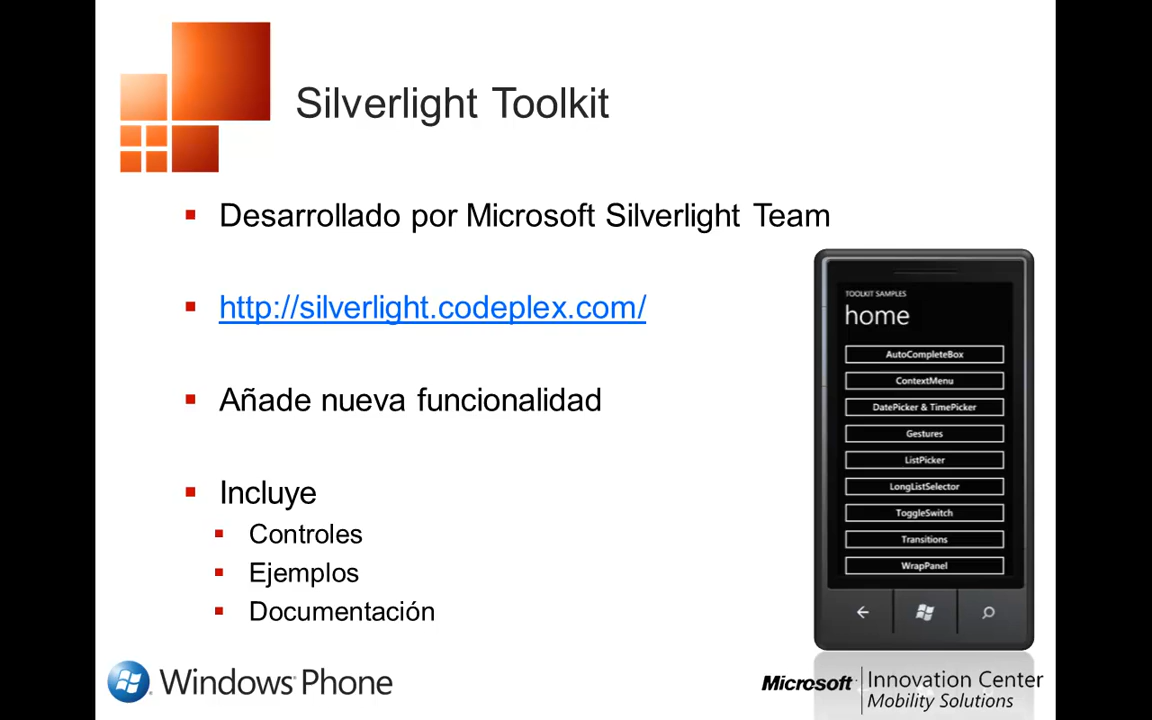 Silverlight Toolkit
Desarrollado por Microsoft Silverlight Team
http://silverlight.codeplex.com/
Añade nueva funcionalidad
Incluye
Controles
Ejemplos
Documentación
TOOLKIT SAMPLES
home
AutoCompleteBox
ContextMenu
DatePicker & TimePicker
Gestures
ListPicker
LongListSelector
ToggleSwitch
Transitions
WrapPanel
Windows® Phone
Microsoft®
Innovation Center
Mobility Solutions